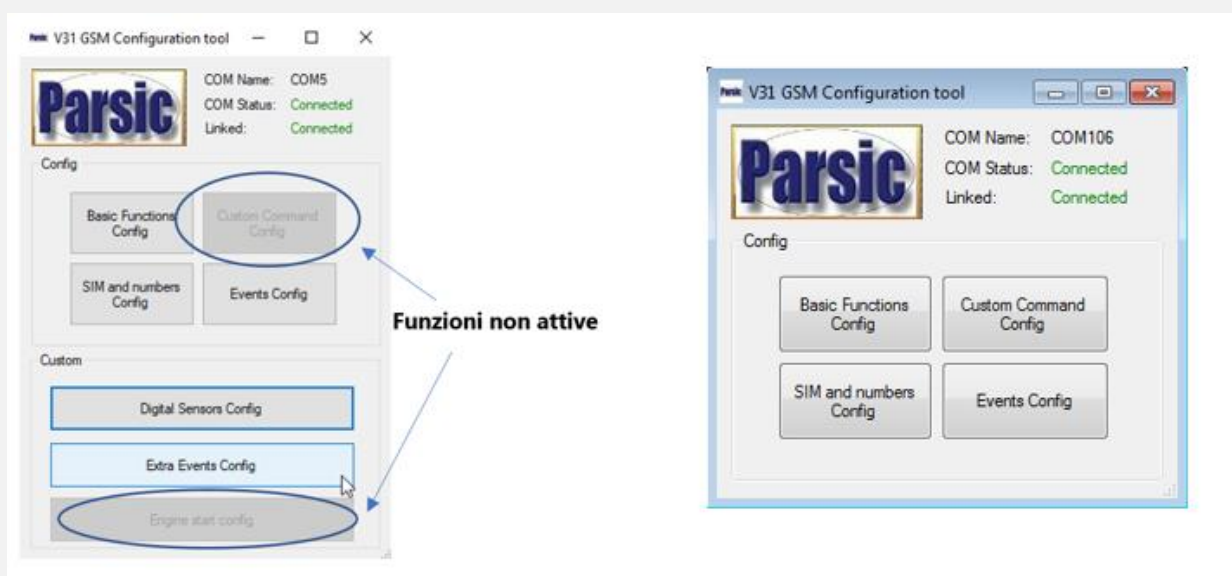 Parsic V31 GSM Configuration tool
Parsic
COM Name: COM5
COM Status: Connected
Linked: Connected
Config
Basic Functions
Config
Custom Command
Config
SIM and numbers
Config
Events Config
Custom
Digital Sensors Config
Extra Events Config
Engine start config
Funzioni non attive
Parsic V31 GSM Configuration tool
Parsic
COM Name: COM106
COM Status: Connected
Linked: Connected
Config
Basic Functions
Config
Custom Command
Config
SIM and numbers
Config
Events Config